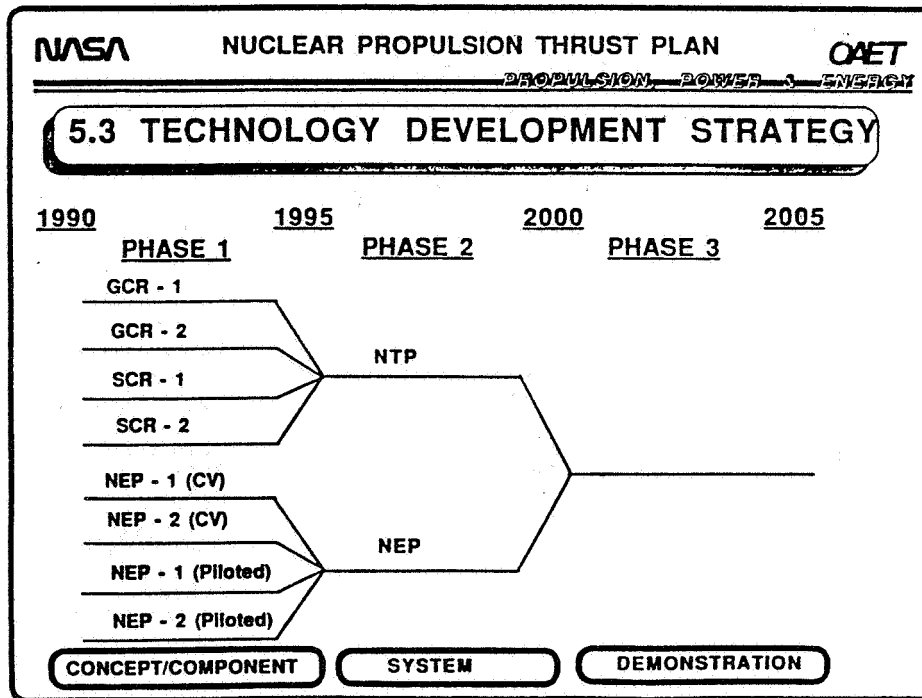 NASA NUCLEAR PROPULSION THRUST PLAN OAET
PROPULSION, POWER & ENERGY
5.3 TECHNOLOGY DEVELOPMENT STRATEGY
1990 1995 2000 2005
PHASE 1 PHASE 2 PHASE 3
GCR - 1
GCR - 2
NTP
SCR - 1
SCR - 2
NEP - 1 (CV)
NEP - 2 (CV)
NEP
NEP - 1 (Piloted)
NEP - 2 (Piloted)
CONCEPT/COMPONENT SYSTEM DEMONSTRATION